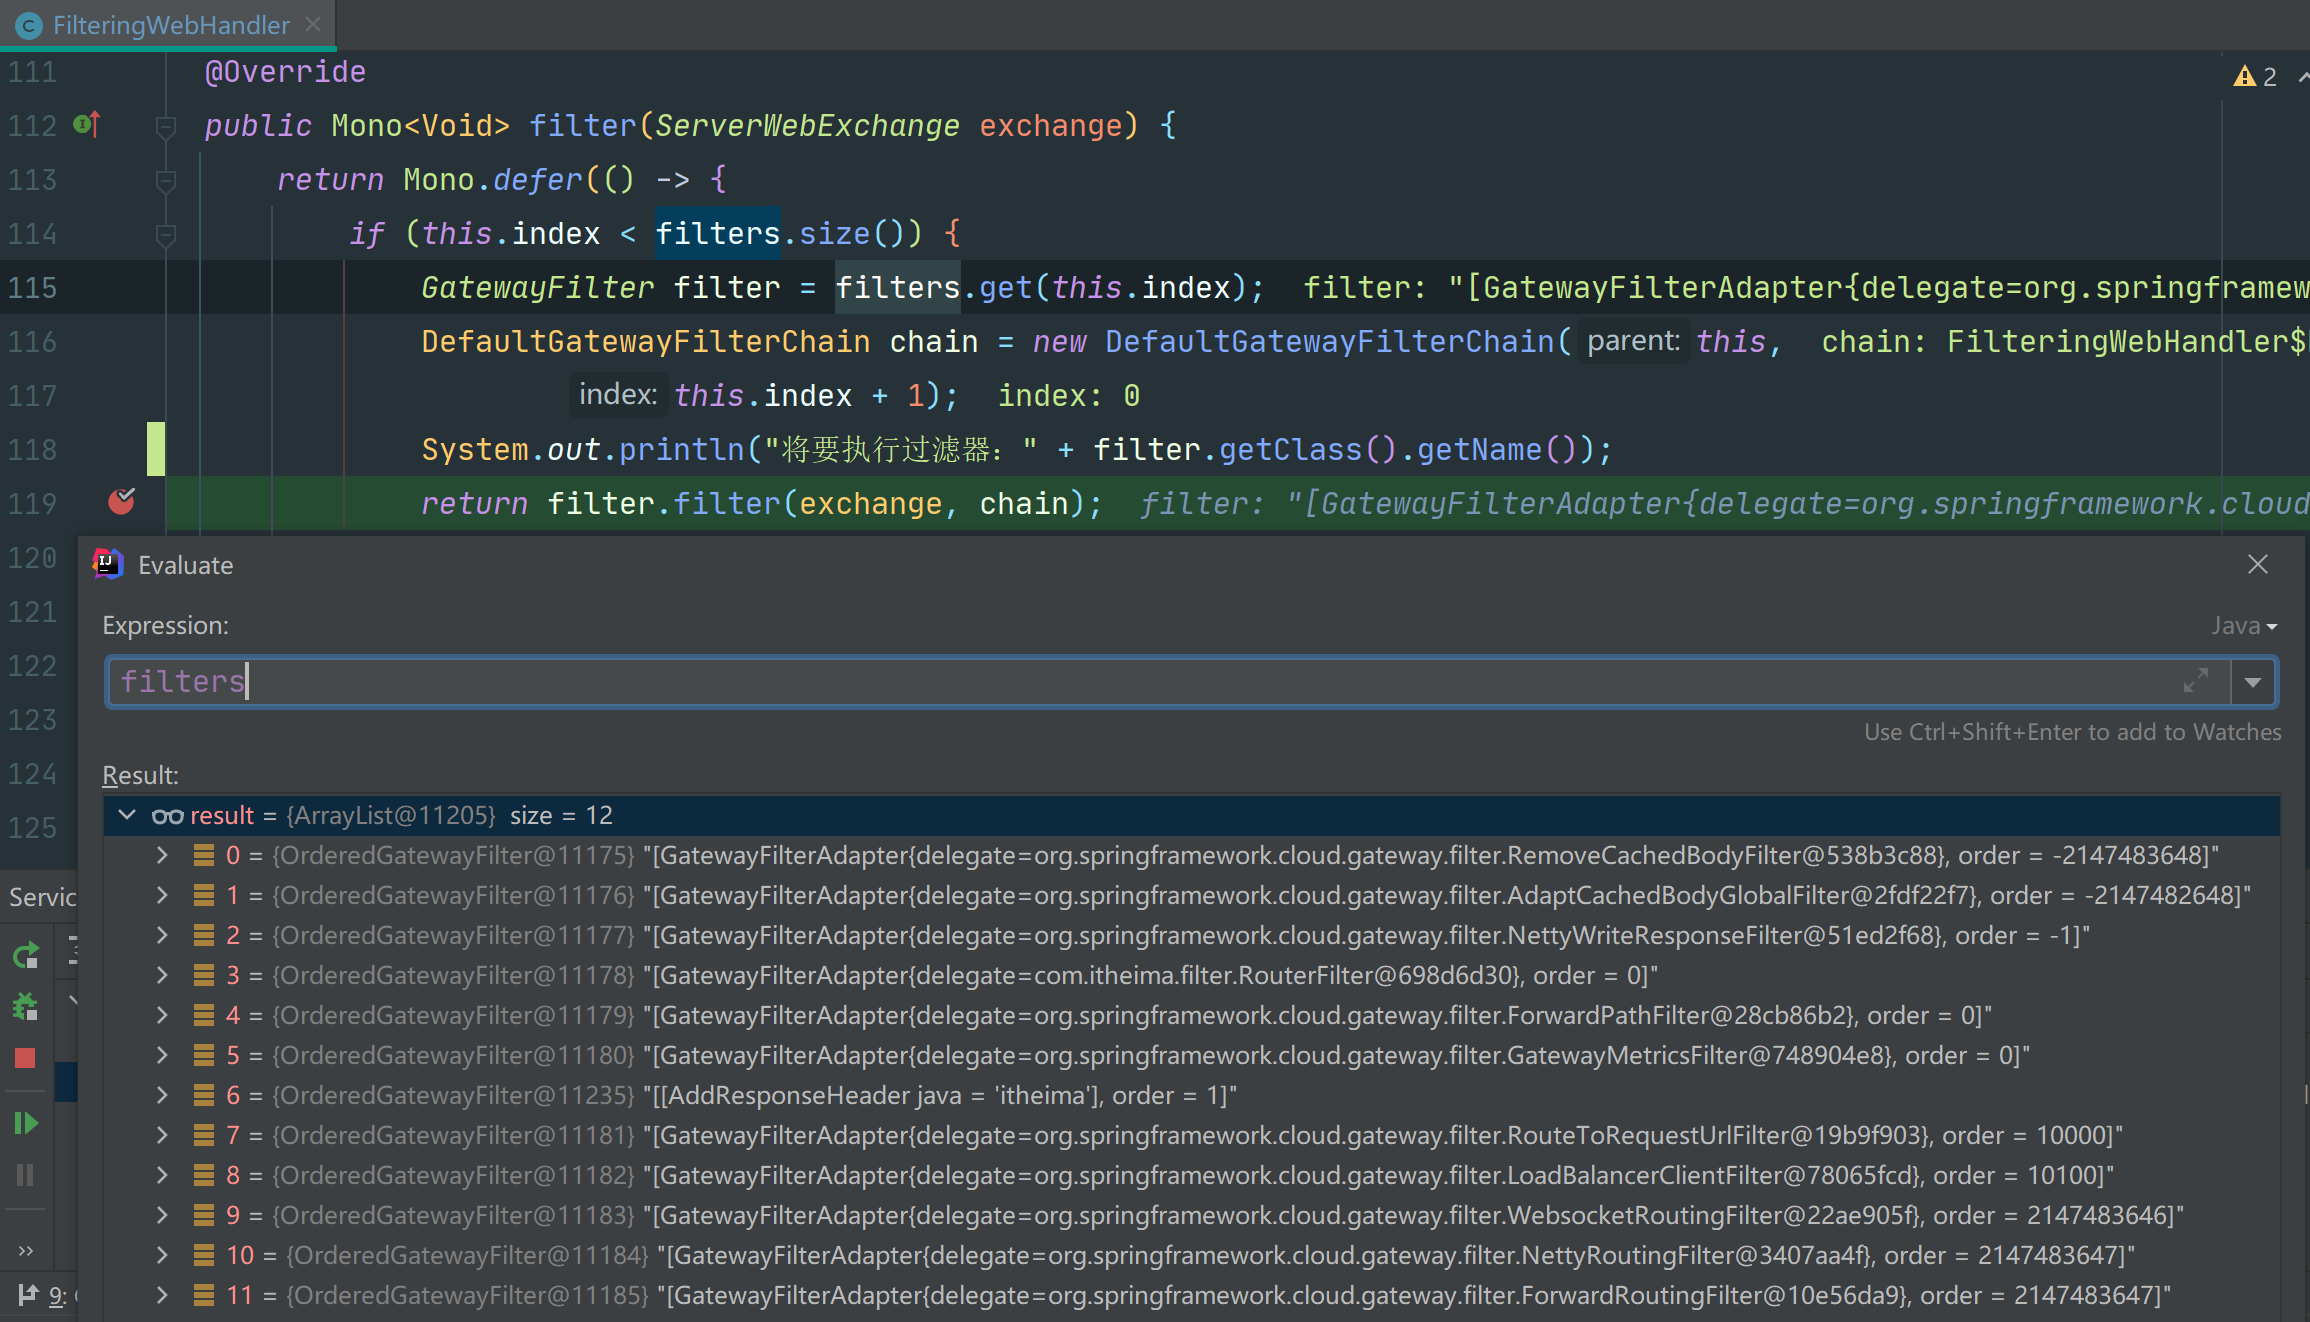 FilteringWebHandler
2
111 @Override
112 public Mono<Void> filter(ServerWebExchange exchange) {
113 return Mono.defer(() -> {
114 if (this.index < filters.size()) {
115 GatewayFilter filter = filters.get(this.index); filter: "[GatewayFilterAdapter{delegate=org.springframew
116 DefaultGatewayFilterChain chain = new DefaultGatewayFilterChain( parent: this, chain: FilteringWebHandler$
117 index: this.index + 1); index: 0
118 System.out.println("将要执行过滤器：" + filter.getClass().getName());
119 return filter.filter(exchange, chain); filter: "[GatewayFilterAdapter{delegate=org.springframework.cloud
120
121
122
123
124
125
Evaluate
Expression:
Java
filters
Use Ctrl+Shift+Enter to add to Watches
Result:
result = {ArrayList@11205} size = 12
0 = {OrderedGatewayFilter@11175} "[GatewayFilterAdapter{delegate=org.springframework.cloud.gateway.filter.RemoveCachedBodyFilter@538b3c88}, order = -2147483648]"
1 = {OrderedGatewayFilter@11176} "[GatewayFilterAdapter{delegate=org.springframework.cloud.gateway.filter.AdaptCachedBodyGlobalFilter@2fdf22f7}, order = -2147482648]"
2 = {OrderedGatewayFilter@11177} "[GatewayFilterAdapter{delegate=org.springframework.cloud.gateway.filter.NettyWriteResponseFilter@51ed2f68}, order = -1]"
3 = {OrderedGatewayFilter@11178} "[GatewayFilterAdapter{delegate=com.itheima.filter.RouterFilter@698d6d30}, order = 0]"
4 = {OrderedGatewayFilter@11179} "[GatewayFilterAdapter{delegate=org.springframework.cloud.gateway.filter.ForwardPathFilter@28cb86b2}, order = 0]"
5 = {OrderedGatewayFilter@11180} "[GatewayFilterAdapter{delegate=org.springframework.cloud.gateway.filter.GatewayMetricsFilter@748904e8}, order = 0]"
6 = {OrderedGatewayFilter@11235} "[[AddResponseHeader java = 'itheima'], order = 1]"
7 = {OrderedGatewayFilter@11181} "[GatewayFilterAdapter{delegate=org.springframework.cloud.gateway.filter.RouteToRequestUrlFilter@19b9f903}, order = 10000]"
8 = {OrderedGatewayFilter@11182} "[GatewayFilterAdapter{delegate=org.springframework.cloud.gateway.filter.LoadBalancerClientFilter@78065fcd}, order = 10100]"
9 = {OrderedGatewayFilter@11183} "[GatewayFilterAdapter{delegate=org.springframework.cloud.gateway.filter.WebsocketRoutingFilter@22ae905f}, order = 2147483646]"
10 = {OrderedGatewayFilter@11184} "[GatewayFilterAdapter{delegate=org.springframework.cloud.gateway.filter.NettyRoutingFilter@3407aa4f}, order = 2147483647]"
11 = {OrderedGatewayFilter@11185} "[GatewayFilterAdapter{delegate=org.springframework.cloud.gateway.filter.ForwardRoutingFilter@10e56da9}, order = 2147483647]"
Servic
9: